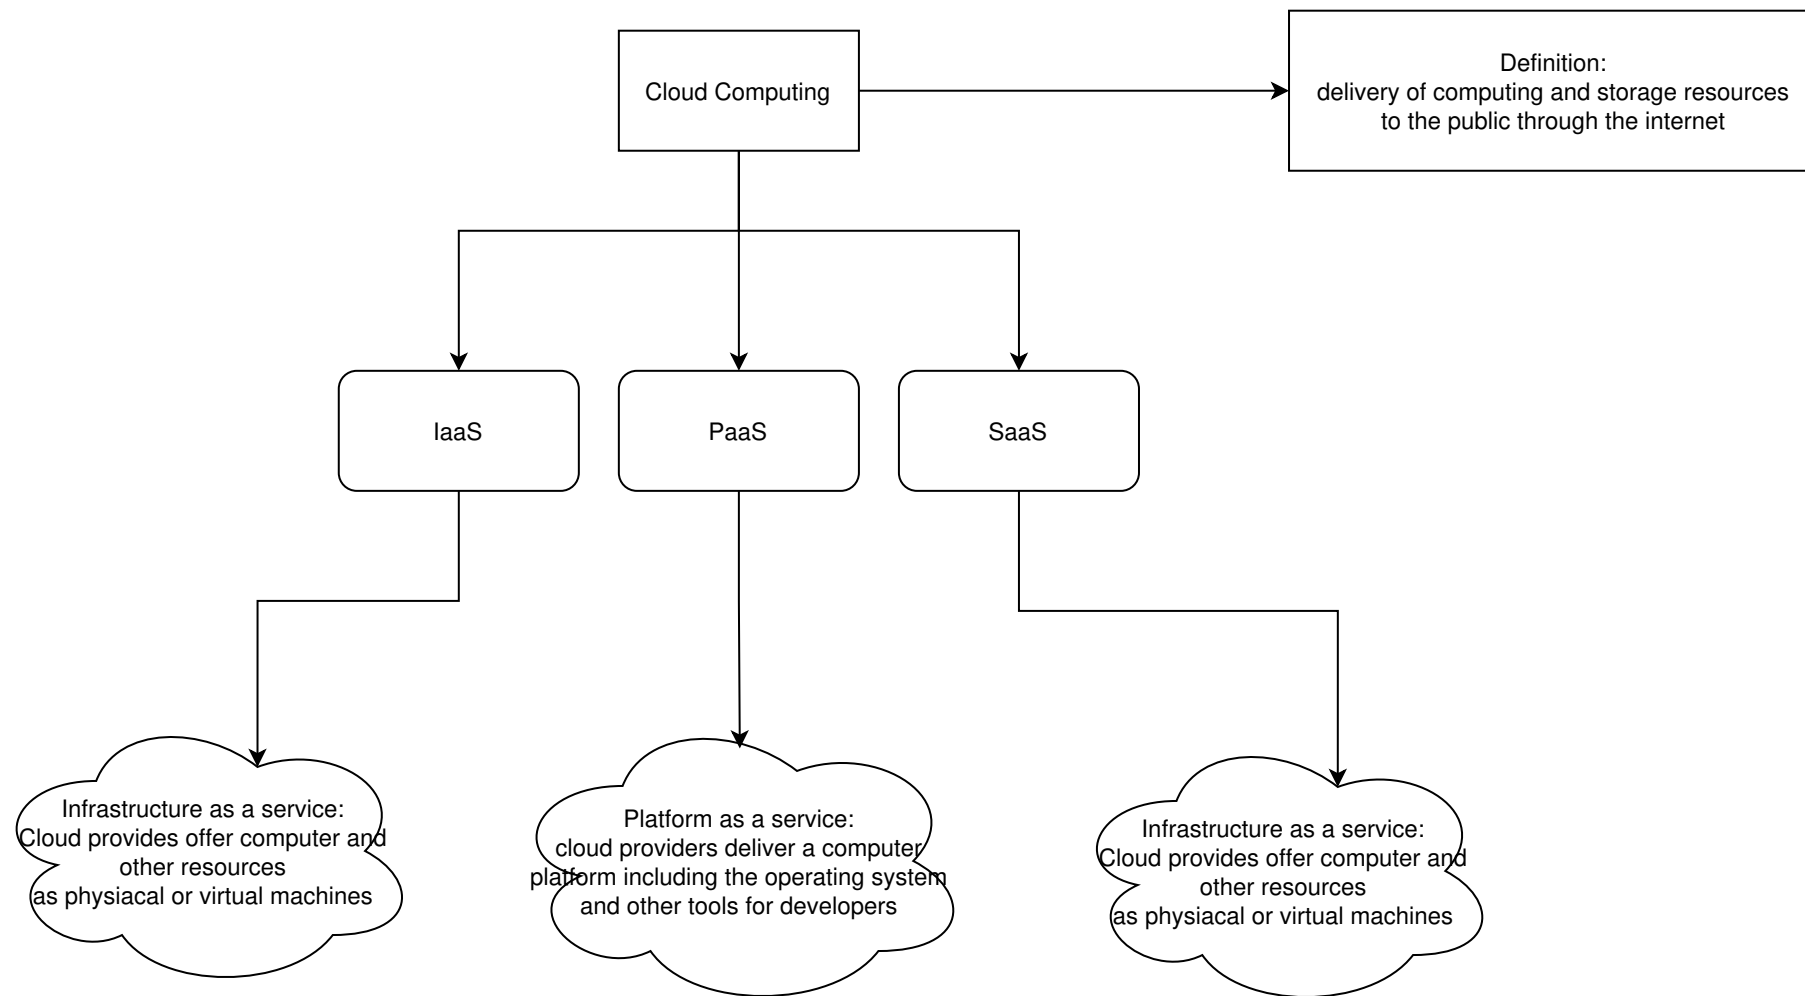 Cloud Computing
Definition:
delivery of computing and storage resources
to the public through the internet
IaaS
PaaS
SaaS
Infrastructure as a service:
Cloud provides offer computer and
other resources
as physiacal or virtual machines
Platform as a service:
cloud providers deliver a computer
platform including the operating system
and other tools for developers
Infrastructure as a service:
Cloud provides offer computer and
other resources
as physiacal or virtual machines